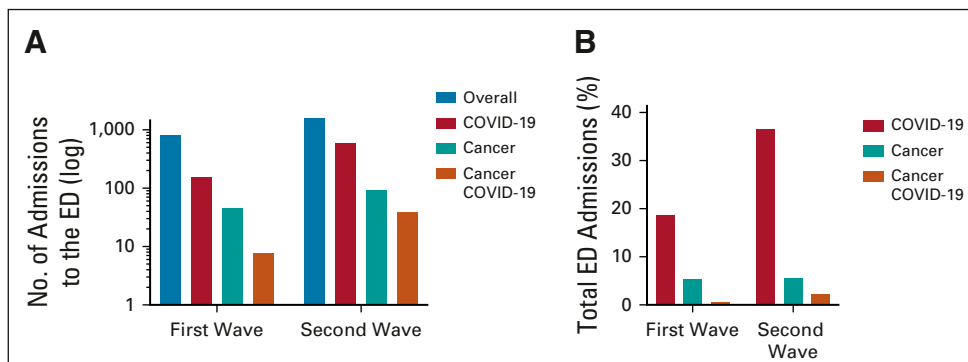 A
No. of Admissions
to the ED (log)
1,000
100
10
1
First Wave
Second Wave
Overall
COVID-19
Cancer
Cancer
COVID-19
B
Total ED Admissions (%)
40
30
20
10
0
First Wave
Second
Wave
COVID-19
Cancer
Cancer
COVID-19